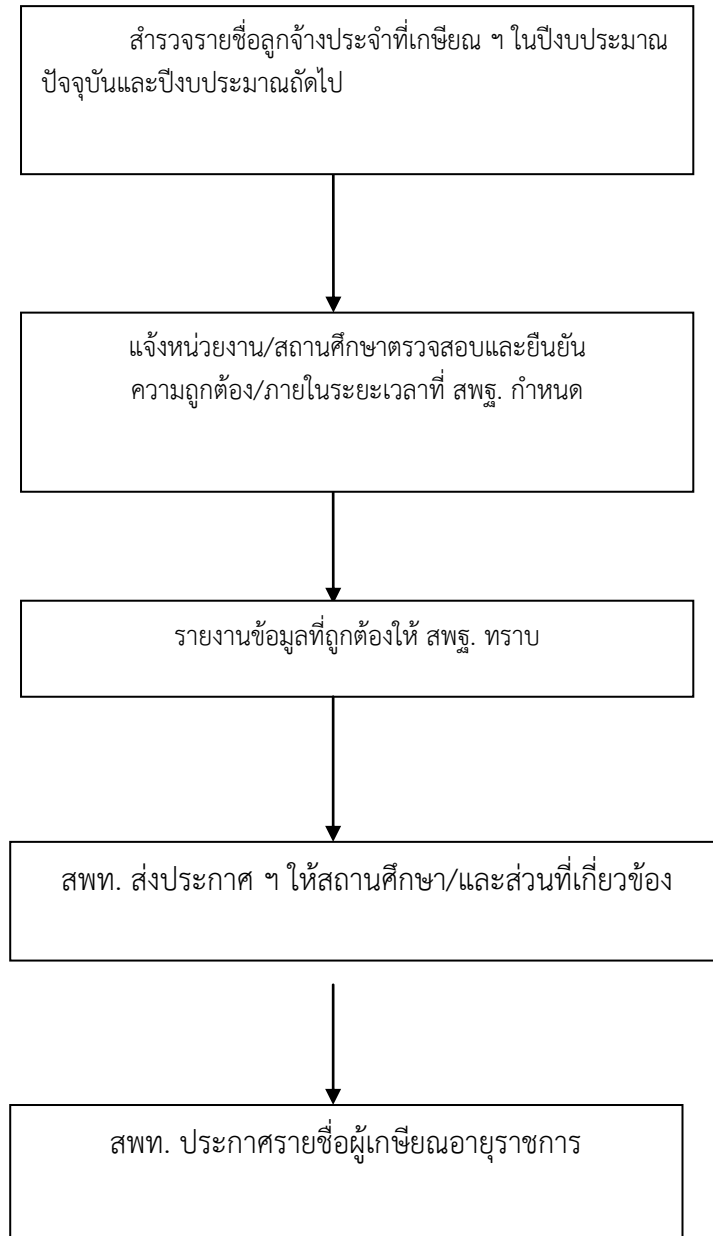 สำรวจรายชื่อลูกจ้างประจำที่เกษียณ ฯ ในปีงบประมาณ
ปัจจุบันและปีงบประมาณถัดไป
แจ้งหน่วยงาน/สถานศึกษาตรวจสอบและยืนยัน
ความถูกต้อง/ภายในระยะเวลาที่ สพฐ. กำหนด
รายงานข้อมูลที่ถูกต้องให้ สพฐ. ทราบ
สพท. ส่งประกาศ ฯ ให้สถานศึกษา/และส่วนที่เกี่ยวข้อง
สพท. ประกาศรายชื่อผู้เกษียณอายุราชการ